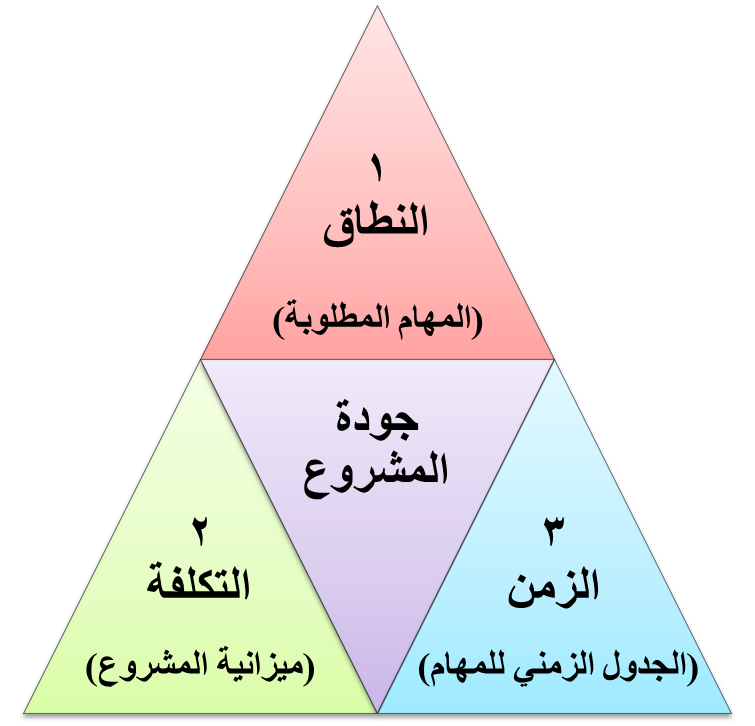 ١
النطاق
(المهام المطلوبة)
جودة
المشروع
٢
التكلفة
(ميزانية المشروع)
٣
الزمن
(الجدول الزمني للمهام)